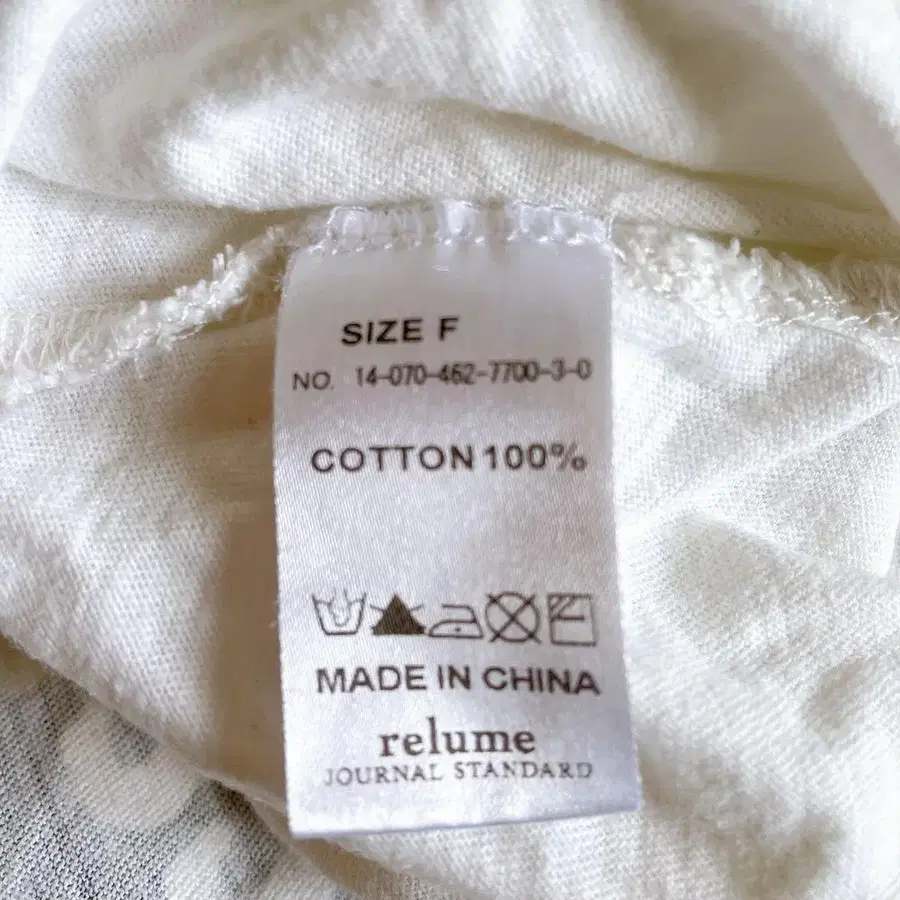 SIZE F
NO. 14-070-462-7700-3-0
COTTON 100%
MADE IN CHINA
relume
JOURNAL STANDARD